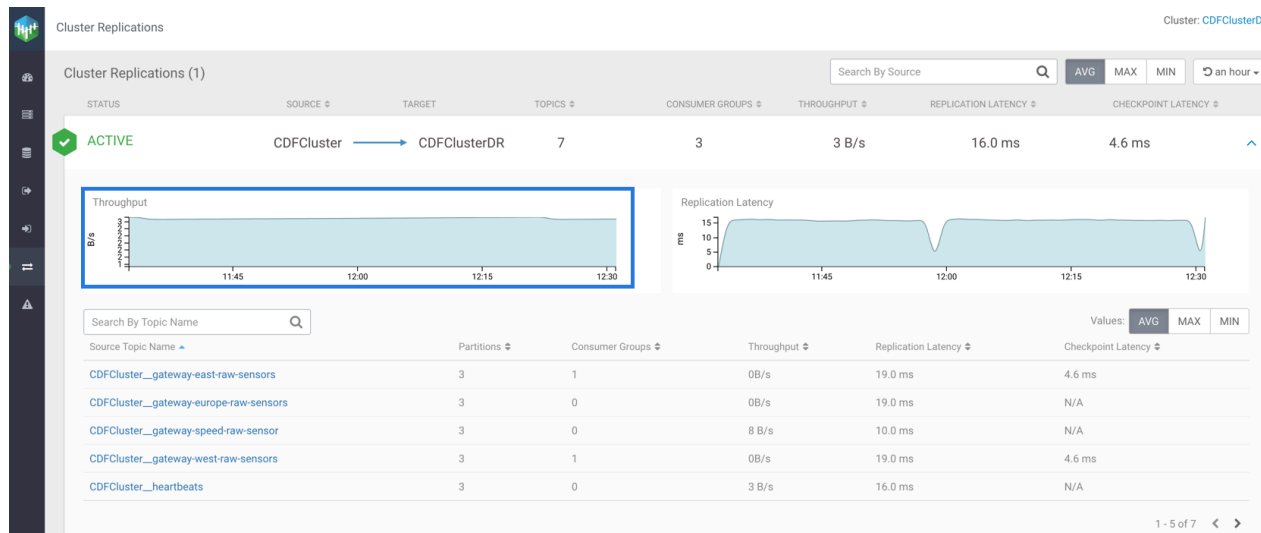 Cluster Replications
Cluster: CDFClusterD
Cluster Replications (1)
Search By Source
AVG MAX MIN
an hour
STATUS SOURCE TARGET TOPICS CONSUMER GROUPS THROUGHPUT REPLICATION LATENCY CHECKPOINT LATENCY
ACTIVE CDFCluster CDFClusterDR 7 3 3 B/s 16.0 ms 4.6 ms
Throughput
B/s
3
2
2
2
2
1
11:45 12:00 12:15 12:30
Replication Latency
ms
15
10
5
0
11:45 12:00 12:15 12:30
Search By Topic Name
Values: AVG MAX MIN
Source Topic Name Partitions Consumer Groups Throughput Replication Latency Checkpoint Latency
CDFCluster__gateway-east-raw-sensors 3 1 0B/s 19.0 ms 4.6 ms
CDFCluster__gateway-europe-raw-sensors 3 0 0B/s 19.0 ms N/A
CDFCluster__gateway-speed-raw-sensor 3 0 8 B/s 10.0 ms N/A
CDFCluster__gateway-west-raw-sensors 3 1 0B/s 19.0 ms 4.6 ms
CDFCluster__heartbeats 3 0 3 B/s 16.0 ms N/A
1 - 5 of 7